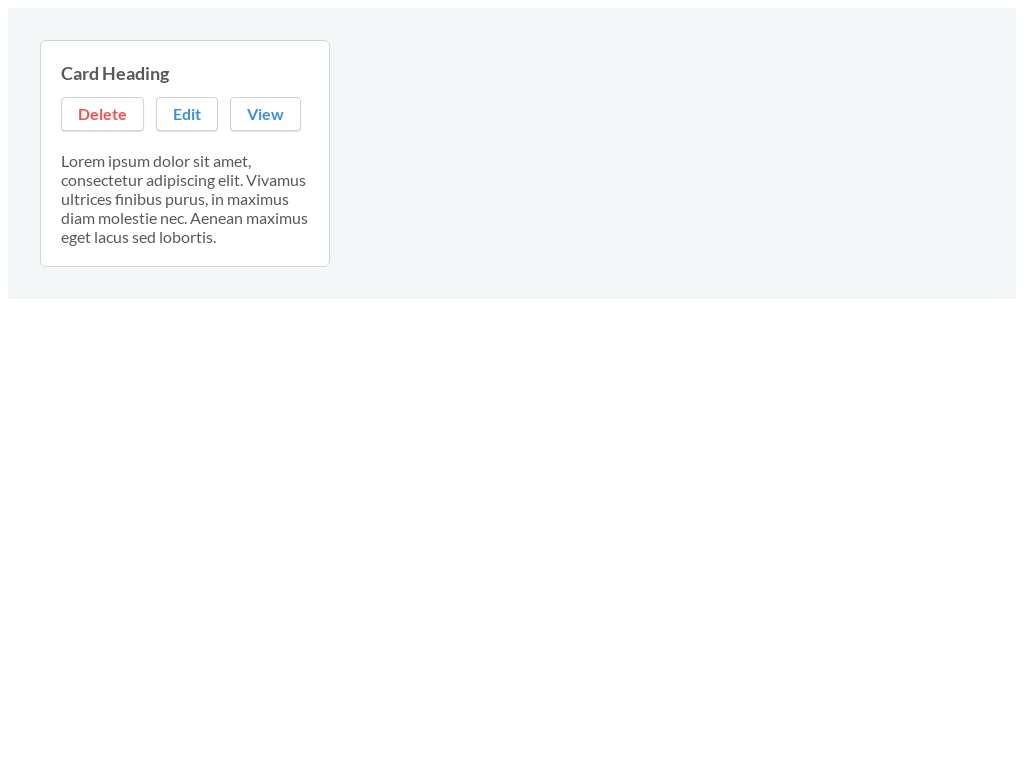 Card Heading
Delete Edit View
Lorem ipsum dolor sit amet,
consectetur adipiscing elit. Vivamus
ultrices finibus purus, in maximus
diam molestie nec. Aenean maximus
eget lacus sed lobortis.